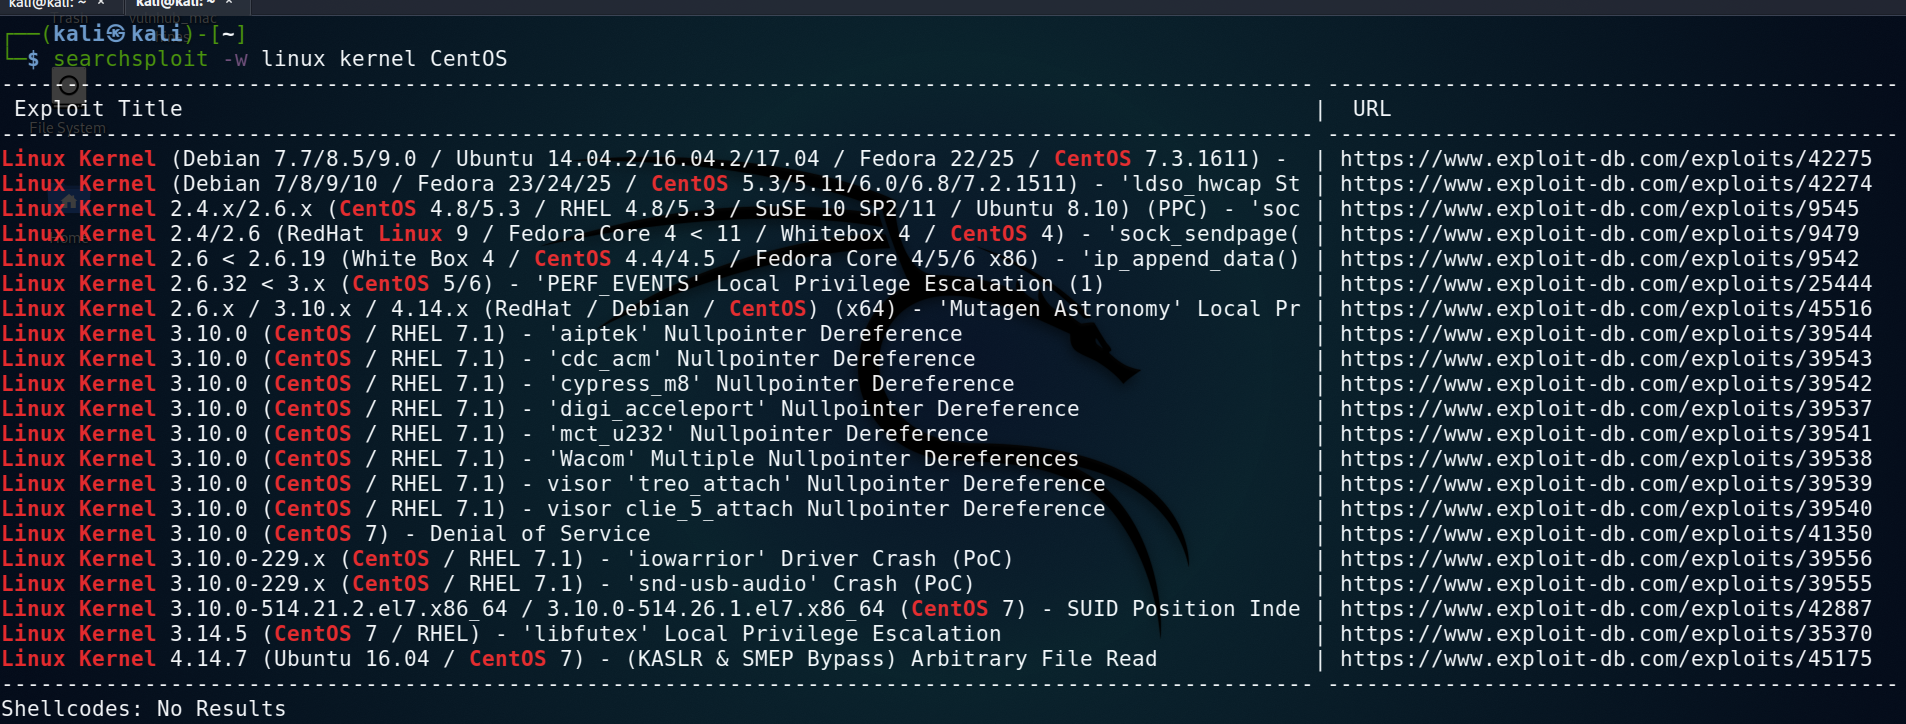 kali@kali: ~ × kali@kali: ~ ×
Trash vulnhub_mac
┌──(kali㉿kali)-[~]
└─$ searchsploit -w linux kernel CentOS
---------------------------------------------------------------------------------------------------- --------------------------------------------
Exploit Title | URL
File System
---------------------------------------------------------------------------------------------------- --------------------------------------------
Linux Kernel (Debian 7.7/8.5/9.0 / Ubuntu 14.04.2/16.04.2/17.04 / Fedora 22/25 / CentOS 7.3.1611) - | https://www.exploit-db.com/exploits/42275
Linux Kernel (Debian 7/8/9/10 / Fedora 23/24/25 / CentOS 5.3/5.11/6.0/6.8/7.2.1511) - 'ldso_hwcap St | https://www.exploit-db.com/exploits/42274
Linux Kernel 2.4.x/2.6.x (CentOS 4.8/5.3 / RHEL 4.8/5.3 / SuSE 10 SP2/11 / Ubuntu 8.10) (PPC) - 'soc | https://www.exploit-db.com/exploits/9545
Linux Kernel 2.4/2.6 (RedHat Linux 9 / Fedora Core 4 < 11 / Whitebox 4 / CentOS 4) - 'sock_sendpage( | https://www.exploit-db.com/exploits/9479
Home
Linux Kernel 2.6 < 2.6.19 (White Box 4 / CentOS 4.4/4.5 / Fedora Core 4/5/6 x86) - 'ip_append_data() | https://www.exploit-db.com/exploits/9542
Linux Kernel 2.6.32 < 3.x (CentOS 5/6) - 'PERF_EVENTS' Local Privilege Escalation (1) | https://www.exploit-db.com/exploits/25444
Linux Kernel 2.6.x / 3.10.x / 4.14.x (RedHat / Debian / CentOS) (x64) - 'Mutagen Astronomy' Local Pr | https://www.exploit-db.com/exploits/45516
Linux Kernel 3.10.0 (CentOS / RHEL 7.1) - 'aiptek' Nullpointer Dereference | https://www.exploit-db.com/exploits/39544
Linux Kernel 3.10.0 (CentOS / RHEL 7.1) - 'cdc_acm' Nullpointer Dereference | https://www.exploit-db.com/exploits/39543
Linux Kernel 3.10.0 (CentOS / RHEL 7.1) - 'cypress_m8' Nullpointer Dereference | https://www.exploit-db.com/exploits/39542
Linux Kernel 3.10.0 (CentOS / RHEL 7.1) - 'digi_acceleport' Nullpointer Dereference | https://www.exploit-db.com/exploits/39537
Linux Kernel 3.10.0 (CentOS / RHEL 7.1) - 'mct_u232' Nullpointer Dereference | https://www.exploit-db.com/exploits/39541
Linux Kernel 3.10.0 (CentOS / RHEL 7.1) - 'Wacom' Multiple Nullpointer Dereferences | https://www.exploit-db.com/exploits/39538
Linux Kernel 3.10.0 (CentOS / RHEL 7.1) - visor 'treo_attach' Nullpointer Dereference | https://www.exploit-db.com/exploits/39539
Linux Kernel 3.10.0 (CentOS / RHEL 7.1) - visor clie_5_attach Nullpointer Dereference | https://www.exploit-db.com/exploits/39540
Linux Kernel 3.10.0 (CentOS 7) - Denial of Service | https://www.exploit-db.com/exploits/41350
Linux Kernel 3.10.0-229.x (CentOS / RHEL 7.1) - 'iowarrior' Driver Crash (PoC) | https://www.exploit-db.com/exploits/39556
Linux Kernel 3.10.0-229.x (CentOS / RHEL 7.1) - 'snd-usb-audio' Crash (PoC) | https://www.exploit-db.com/exploits/39555
Linux Kernel 3.10.0-514.21.2.el7.x86_64 / 3.10.0-514.26.1.el7.x86_64 (CentOS 7) - SUID Position Inde | https://www.exploit-db.com/exploits/42887
Linux Kernel 3.14.5 (CentOS 7 / RHEL) - 'libfutex' Local Privilege Escalation | https://www.exploit-db.com/exploits/35370
Linux Kernel 4.14.7 (Ubuntu 16.04 / CentOS 7) - (KASLR & SMEP Bypass) Arbitrary File Read | https://www.exploit-db.com/exploits/45175
---------------------------------------------------------------------------------------------------- --------------------------------------------
Shellcodes: No Results